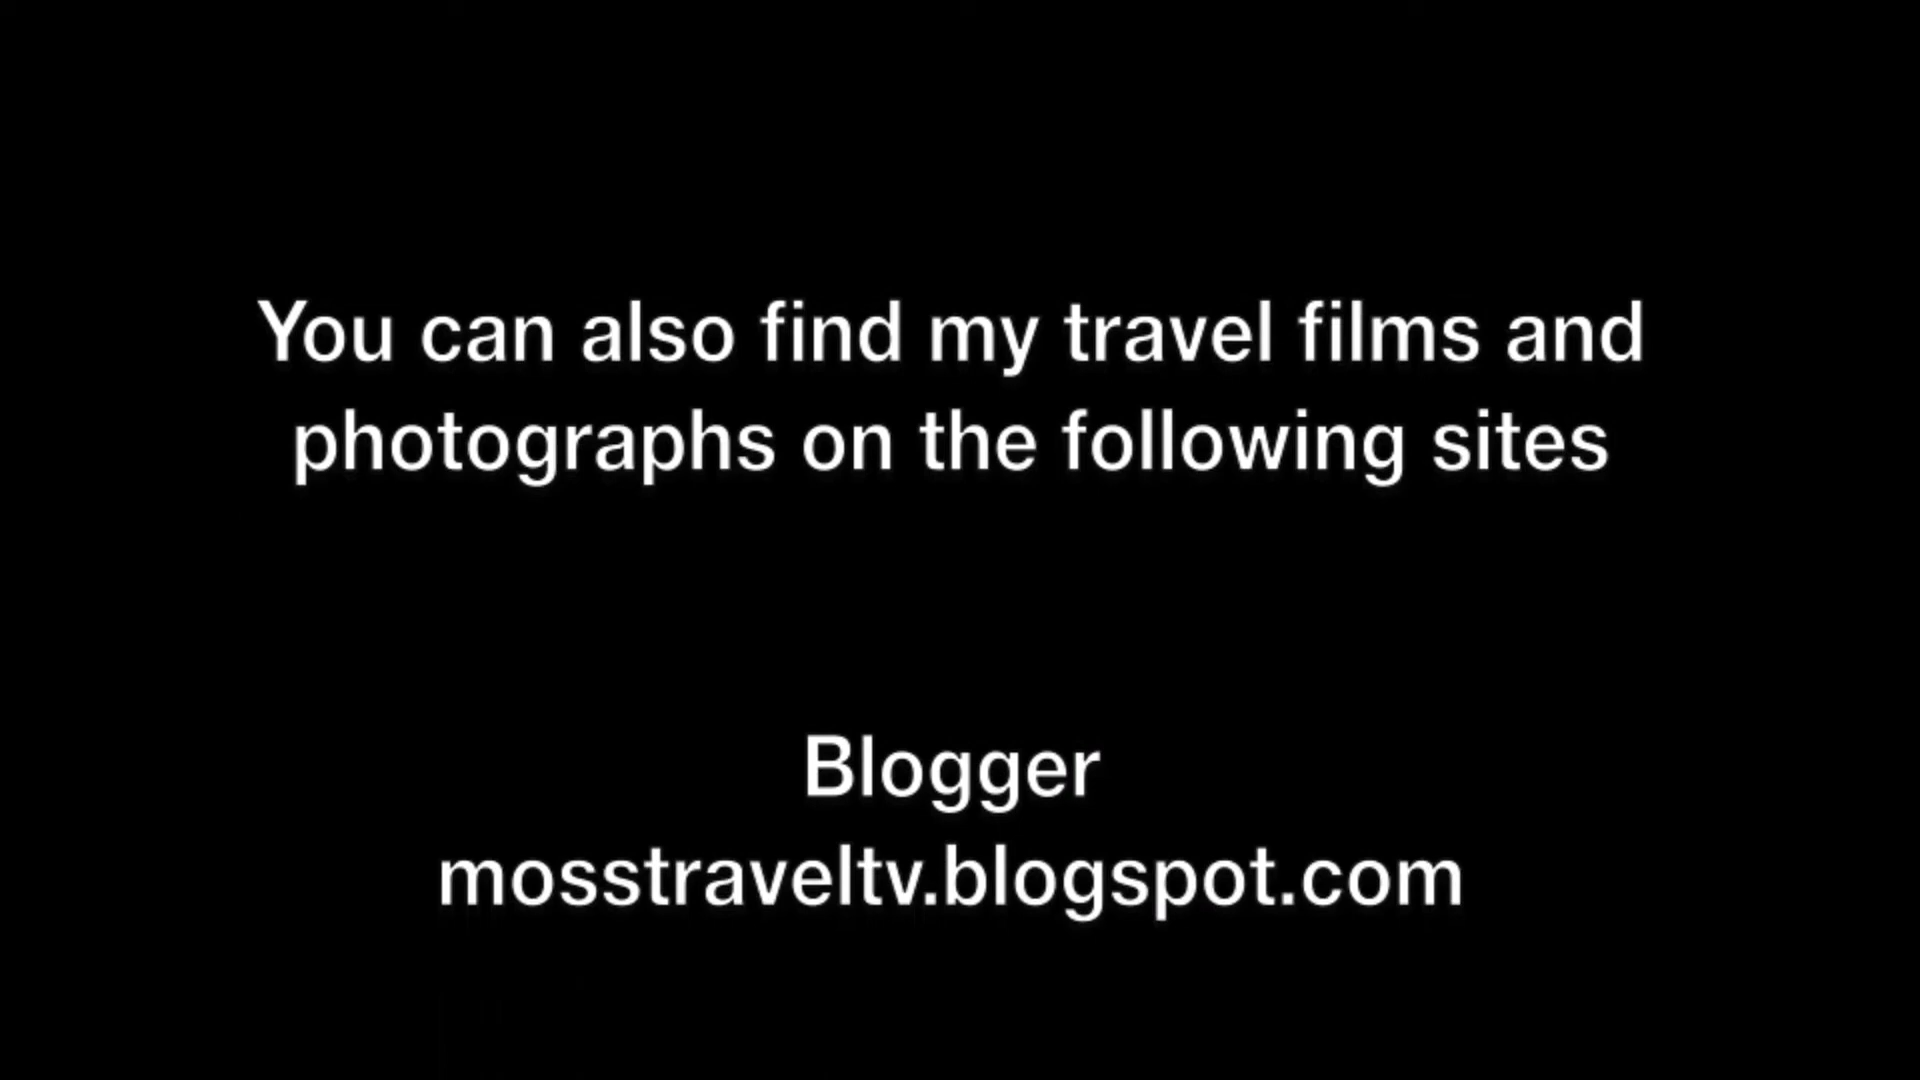 You can also find my travel films and
photographs on the following sites
Blogger
mosstraveltv.blogspot.com